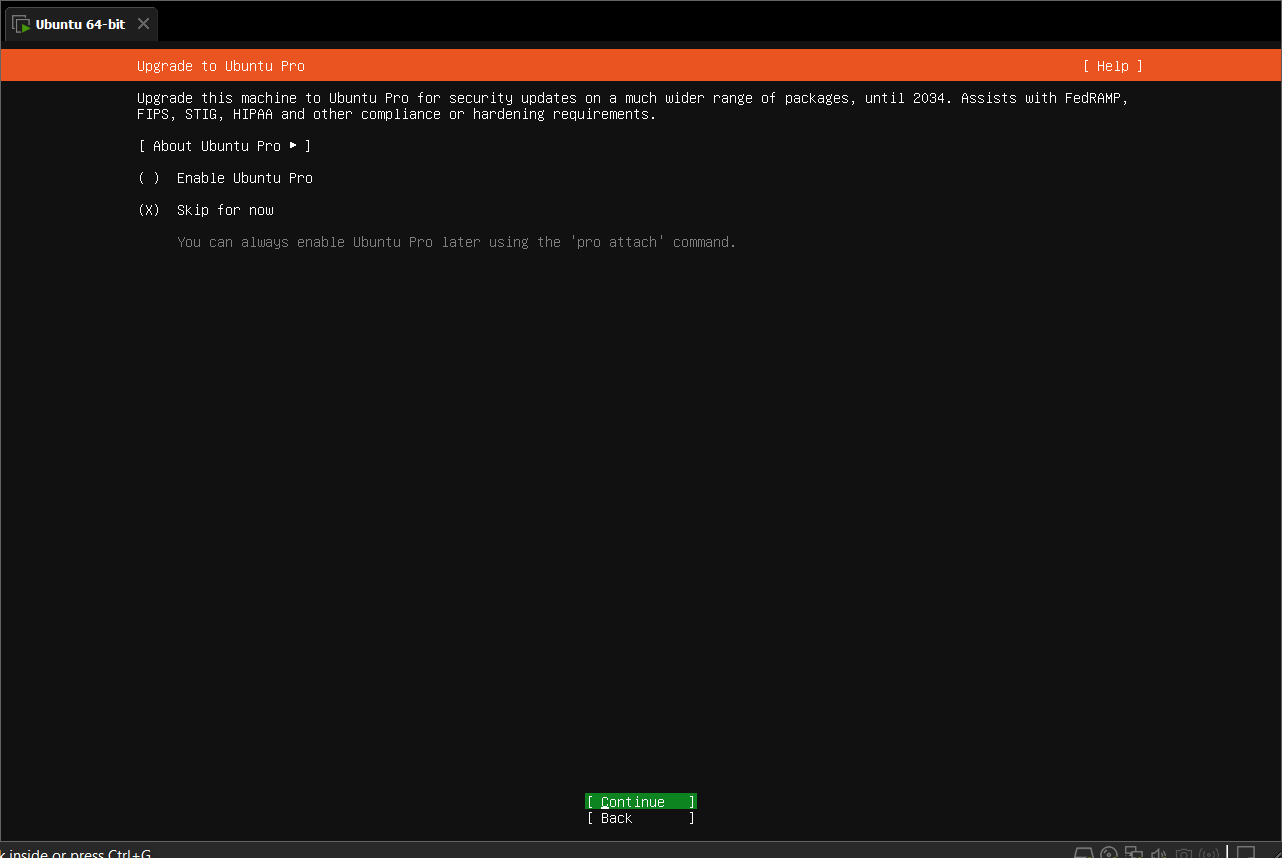 Ubuntu 64-bit
Upgrade to Ubuntu Pro [ Help ]
Upgrade this machine to Ubuntu Pro for security updates on a much wider range of packages, until 2034. Assists with FedRAMP,
FIPS, STIG, HIPAA and other compliance or hardening requirements.
[ About Ubuntu Pro ▸ ]
( ) Enable Ubuntu Pro
(X) Skip for now
You can always enable Ubuntu Pro later using the 'pro attach' command.
[ Continue ]
[ Back ]
k inside or press Ctrl+G